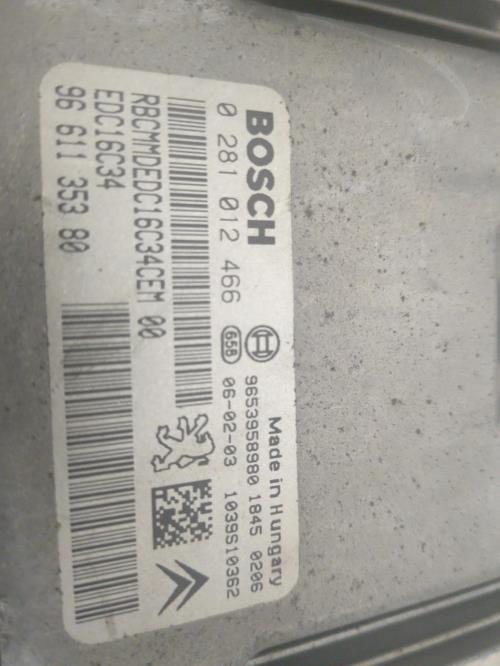 BOSCH
Made in Hungary
0 281 012 466
658
9653958980 1845 0206
06-02-03 1039S10362
RBCMMDEDC16C34CEM 00
EDC16C34
96 611 353 80